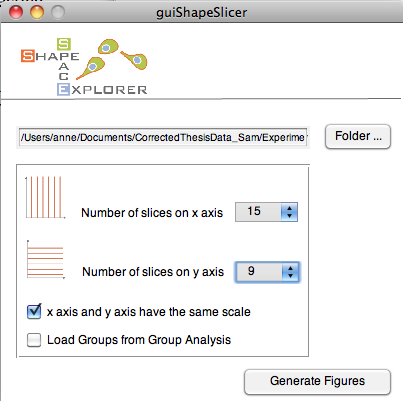 guiShapeSlicer
SHAPE
SPACE
EXPLORER
/Users/anne/Documents/CorrectedThesisData_Sam/Experime
Folder ...
Number of slices on x axis
15
Number of slices on y axis
9
x axis and y axis have the same scale
Load Groups from Group Analysis
Generate Figures